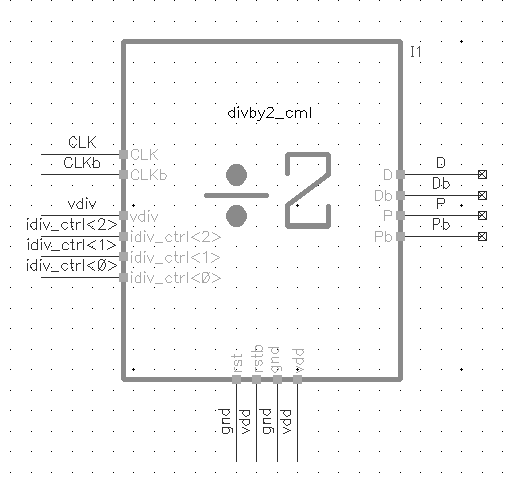 I1
divby2_cml
÷2
CLK
CLKb
vdiv
idiv_ctrl<2>
idiv_ctrl<1>
idiv_ctrl<0>
CLK
CLKb
vdiv
idiv_ctrl<2>
idiv_ctrl<1>
idiv_ctrl<0>
D
Db
P
Pb
D
Db
P
Pb
rst
rstb
gnd
vdd
gnd
vdd
gnd
vdd